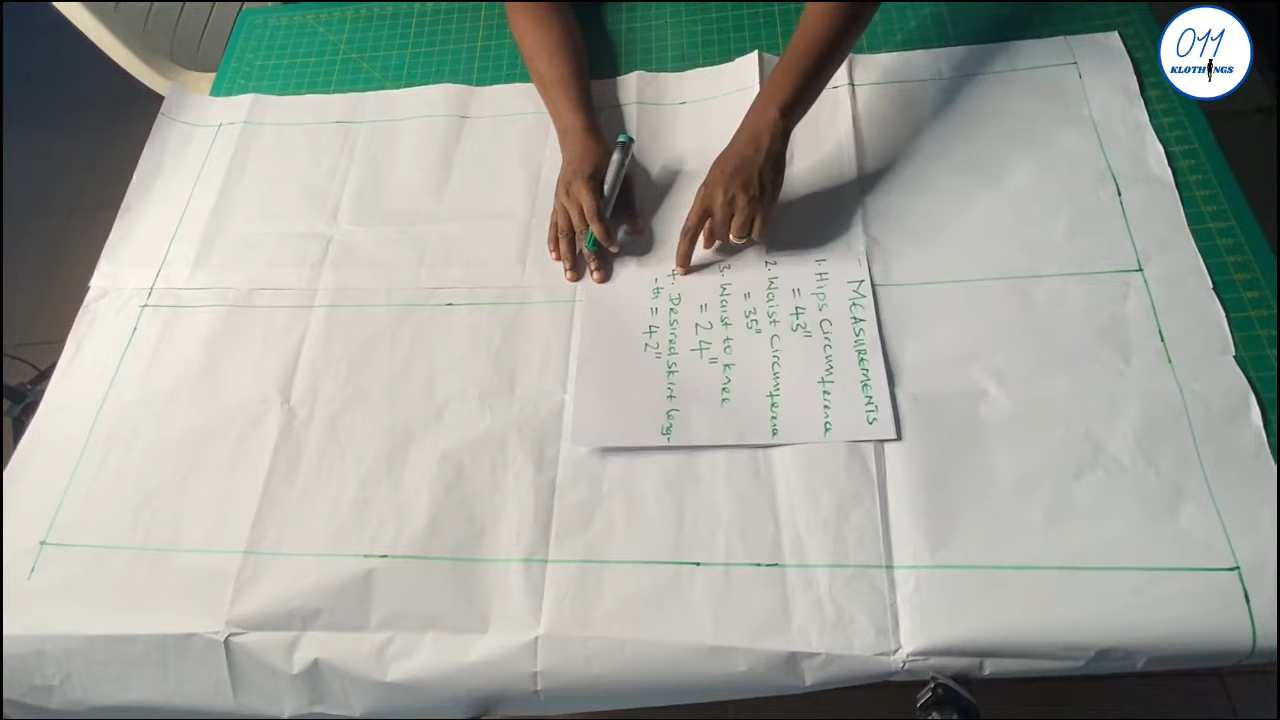 - MEASUREMENTS
1. Hips Circumference
= 43"
2. Waist Circumference
= 35"
3. Waist to knee
= 24"
4. Desired skirt leng-
-th = 42"
011
KLOTHINGS